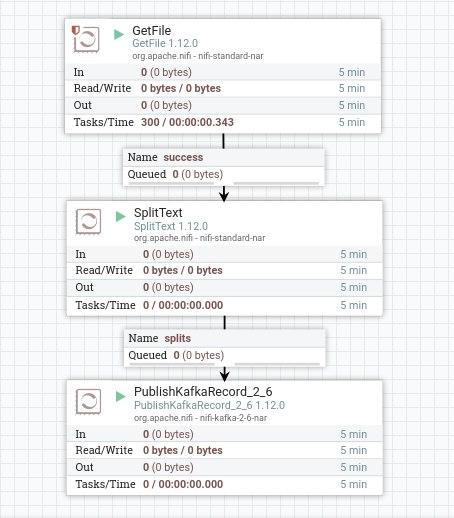 GetFile
GetFile 1.12.0
org.apache.nifi - nifi-standard-nar
In 0 (0 bytes) 5 min
Read/Write 0 bytes / 0 bytes 5 min
Out 0 (0 bytes) 5 min
Tasks/Time 300 / 00:00:00.343 5 min
Name success
Queued 0 (0 bytes)
SplitText
SplitText 1.12.0
org.apache.nifi - nifi-standard-nar
In 0 (0 bytes) 5 min
Read/Write 0 bytes / 0 bytes 5 min
Out 0 (0 bytes) 5 min
Tasks/Time 0 / 00:00:00.000 5 min
Name splits
Queued 0 (0 bytes)
PublishKafkaRecord_2_6
PublishKafkaRecord_2_6 1.12.0
org.apache.nifi - nifi-kafka-2-6-nar
In 0 (0 bytes) 5 min
Read/Write 0 bytes / 0 bytes 5 min
Out 0 (0 bytes) 5 min
Tasks/Time 0 / 00:00:00.000 5 min